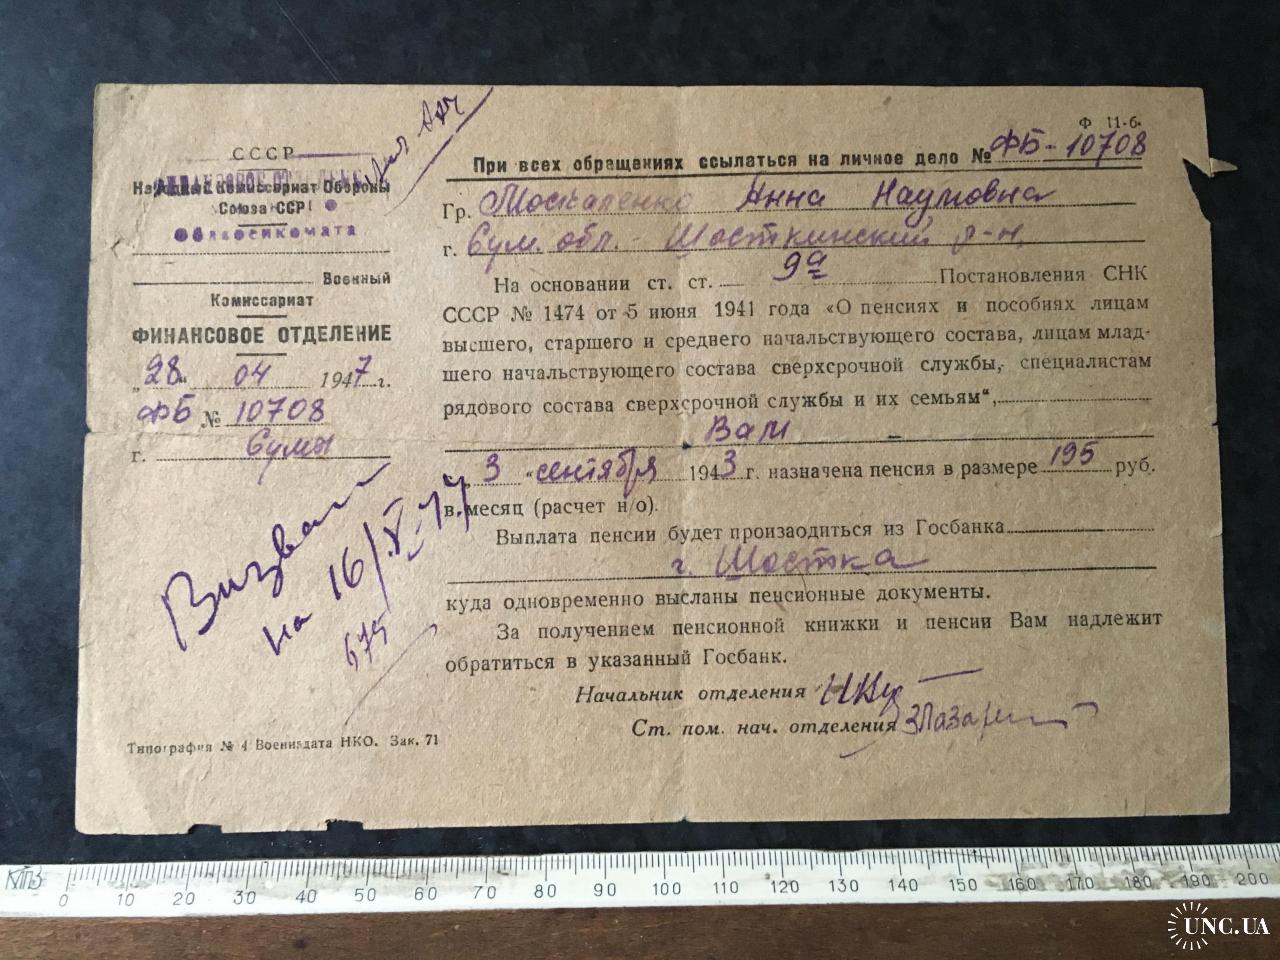 Ф 11-б.
СССР
Народный Комиссариат Обороны
Союза ССР
Облвоенкомата
Военный
Комиссариат
ФИНАНСОВОЕ ОТДЕЛЕНИЕ
„28“ 04 1947 г.
ФБ № 10708
г. Сумы
Визвал
на 16/V-77
675
Типография № 4 Воениздата НКО. Зак. 71
При всех обращениях ссылаться на личное дело № ФБ-10708
Гр. Москаленко Анна Наумовна
г. Сум. обл. - Шосткинский р-н,
На основании ст. ст. 9а Постановления СНК
СССР № 1474 от 5 июня 1941 года «О пенсиях и пособиях лицам
высшего, старшего и среднего начальствующего состава, лицам млад-
шего начальствующего состава сверхсрочной службы, специалистам
рядового состава сверхсрочной службы и их семьям“,
Вам
„3 “сентября 1943 г. назначена пенсия в размере 195 руб.
в месяц (расчет н/о).
Выплата пенсии будет произаодиться из Госбанка
г. Шостка
куда одновременно высланы пенсионные документы.
За получением пенсионной книжки и пенсии Вам надлежит
обратиться в указанный Госбанк.
Начальник отделения
Ст. пом. нач. отделения
МПЗ
0 10 20 30 40 50 60 70 80 90 100 110 120 130 140 150 160 170 180 190 200
UNC.UA